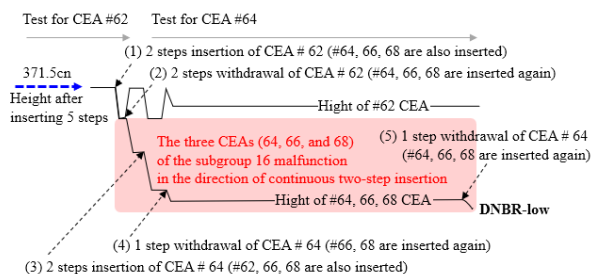 Test for CEA #62
Test for CEA #64
(1) 2 steps insertion of CEA # 62 (#64, 66, 68 are also inserted)
371.5cn
(2) 2 steps withdrawal of CEA # 62 (#64, 66, 68 are inserted again)
Height after
inserting 5 steps
Hight of #62 CEA
The three CEAs (64, 66, and 68)
of the subgroup 16 malfunction
in the direction of continuous two-step insertion
(5) 1 step withdrawal of CEA # 64
(#64, 66, 68 are inserted again)
Hight of #64, 66, 68 CEA
DNBR-low
(4) 1 step withdrawal of CEA # 64 (#66, 68 are inserted again)
(3) 2 steps insertion of CEA # 64 (#62, 66, 68 are also inserted)